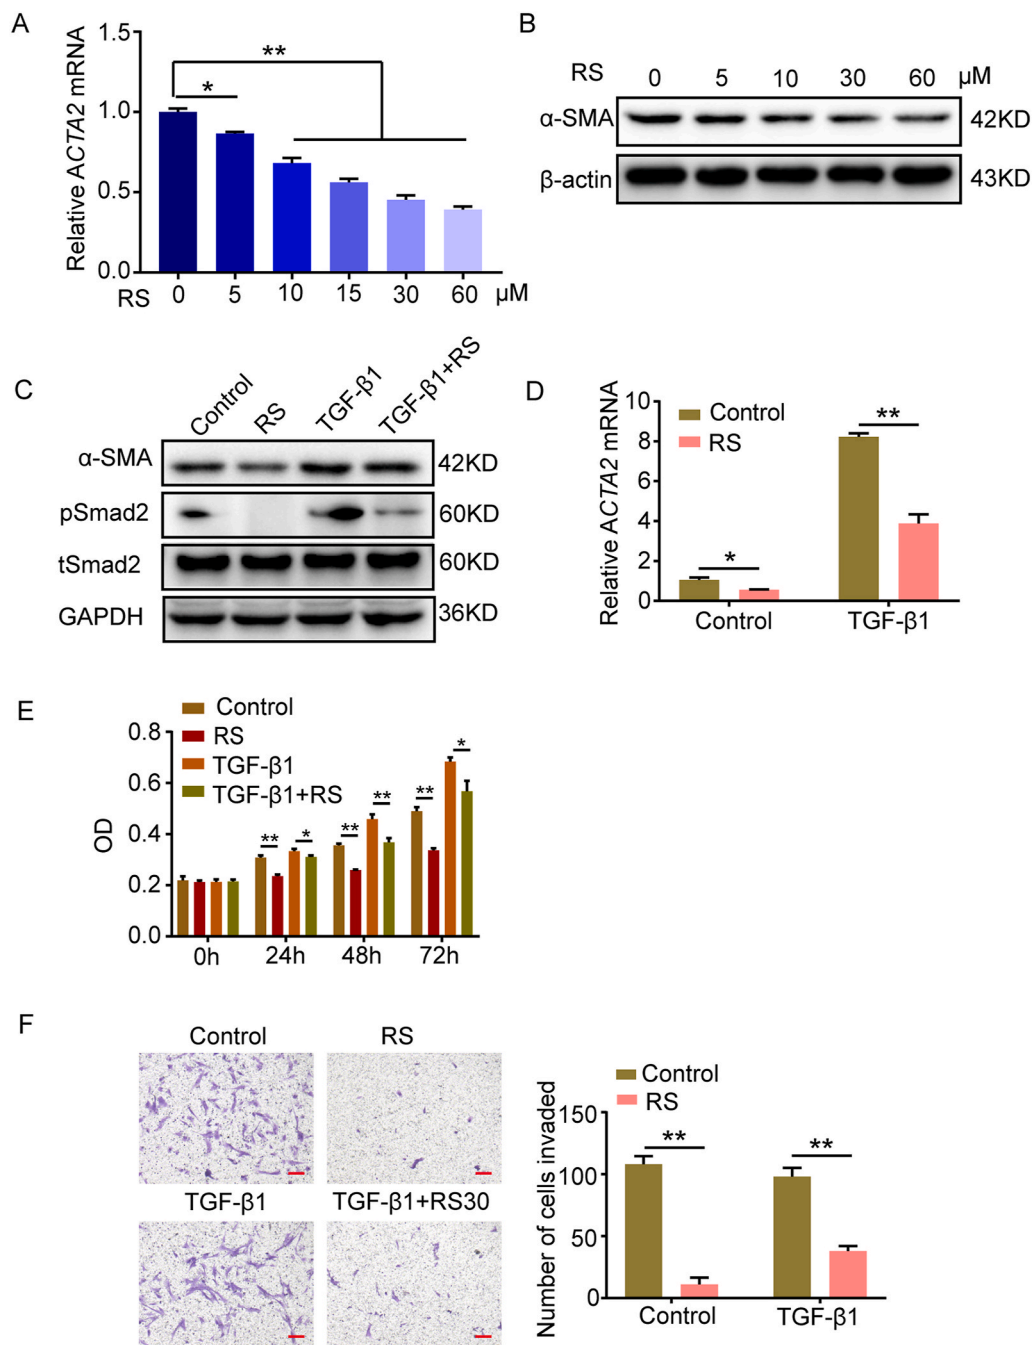 A
Relative ACTA2 mRNA
1.5
1.0
0.5
0.0
**
*
RS 0 5 10 15 30 60 μM
B
RS 0 5 10 30 60 μM
α-SMA 42KD
β-actin 43KD
C
Control RS TGF-β1 TGF-β1+RS
α-SMA 42KD
pSmad2 60KD
tSmad2 60KD
GAPDH 36KD
D
Relative ACTA2 mRNA
10
8
6
4
2
0
Control
RS
*
**
Control TGF-β1
E
OD
0.8
0.6
0.4
0.2
0.0
Control
RS
TGF-β1
TGF-β1+RS
** * ** ** ** *
0h 24h 48h 72h
F
Control RS
TGF-β1 TGF-β1+RS30
Number of cells invaded
150
100
50
0
Control
RS
** **
Control TGF-β1